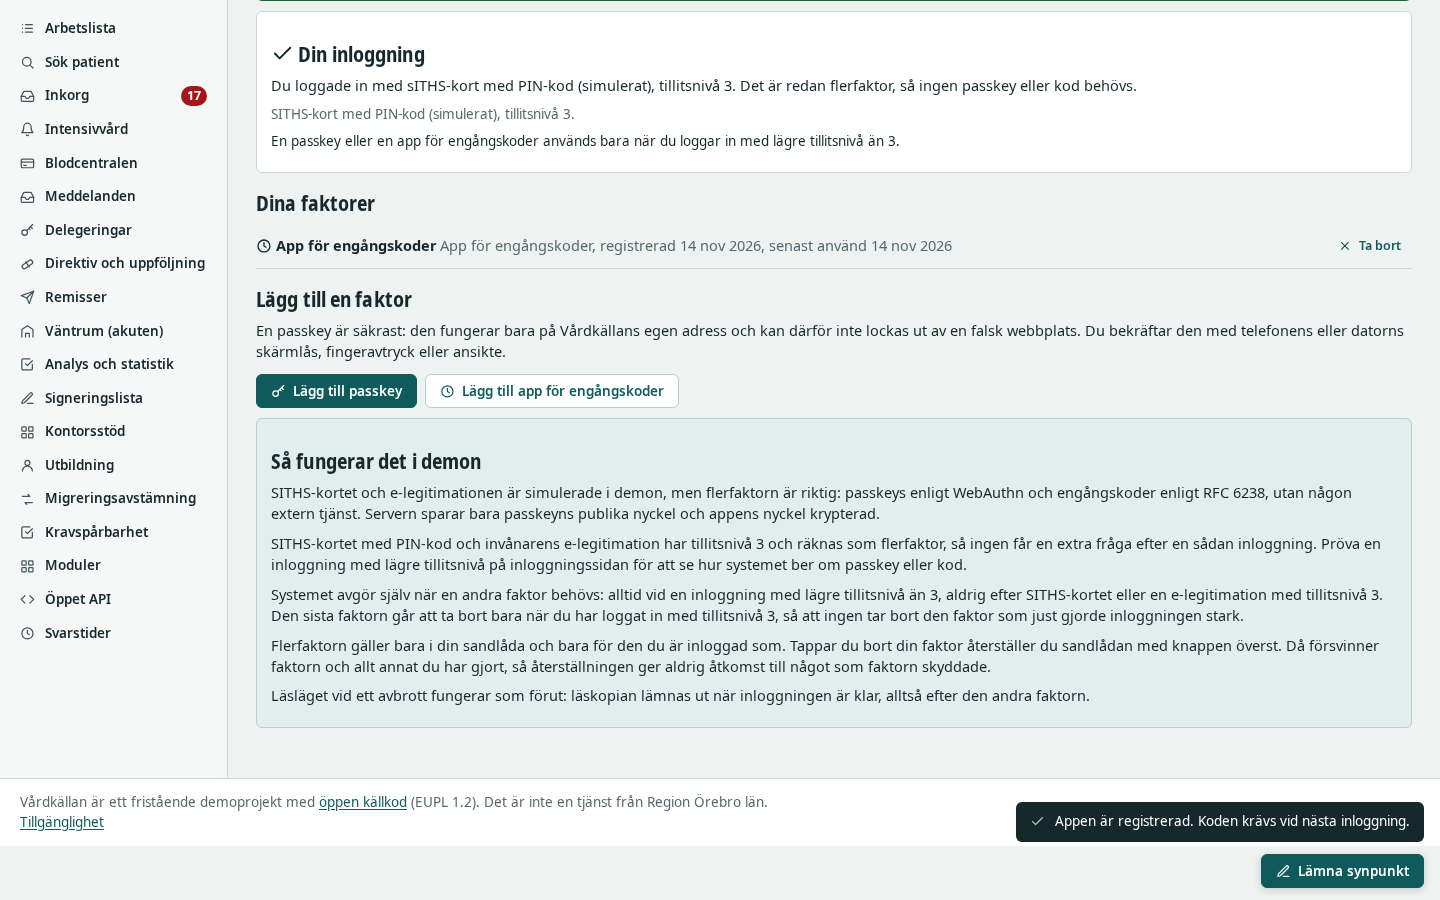 Arbetslista
Sök patient
Inkorg 17
Intensivvård
Blodcentralen
Meddelanden
Delegeringar
Direktiv och uppföljning
Remisser
Väntrum (akuten)
Analys och statistik
Signeringslista
Kontorsstöd
Utbildning
Migreringsavstämning
Kravspårbarhet
Moduler
Öppet API
Svarstider
Din inloggning
Du loggade in med sITHS-kort med PIN-kod (simulerat), tillitsnivå 3. Det är redan flerfaktor, så ingen passkey eller kod behövs.
SITHS-kort med PIN-kod (simulerat), tillitsnivå 3.
En passkey eller en app för engångskoder används bara när du loggar in med lägre tillitsnivå än 3.
Dina faktorer
App för engångskoder App för engångskoder, registrerad 14 nov 2026, senast använd 14 nov 2026 Ta bort
Lägg till en faktor
En passkey är säkrast: den fungerar bara på Vårdkällans egen adress och kan därför inte lockas ut av en falsk webbplats. Du bekräftar den med telefonens eller datorns
skärmlås, fingeravtryck eller ansikte.
Lägg till passkey Lägg till app för engångskoder
Så fungerar det i demon
SITHS-kortet och e-legitimationen är simulerade i demon, men flerfaktorn är riktig: passkeys enligt WebAuthn och engångskoder enligt RFC 6238, utan någon
extern tjänst. Servern sparar bara passkeyns publika nyckel och appens nyckel krypterad.
SITHS-kortet med PIN-kod och invånarens e-legitimation har tillitsnivå 3 och räknas som flerfaktor, så ingen får en extra fråga efter en sådan inloggning. Pröva en
inloggning med lägre tillitsnivå på inloggningssidan för att se hur systemet ber om passkey eller kod.
Systemet avgör själv när en andra faktor behövs: alltid vid en inloggning med lägre tillitsnivå än 3, aldrig efter SITHS-kortet eller en e-legitimation med tillitsnivå 3.
Den sista faktorn går att ta bort bara när du har loggat in med tillitsnivå 3, så att ingen tar bort den faktor som just gjorde inloggningen stark.
Flerfaktorn gäller bara i din sandlåda och bara för den du är inloggad som. Tappar du bort din faktor återställer du sandlådan med knappen överst. Då försvinner
faktorn och allt annat du har gjort, så återställningen ger aldrig åtkomst till något som faktorn skyddade.
Läsläget vid ett avbrott fungerar som förut: läskopian lämnas ut när inloggningen är klar, alltså efter den andra faktorn.
Vårdkällan är ett fristående demoprojekt med öppen källkod (EUPL 1.2). Det är inte en tjänst från Region Örebro län.
Tillgänglighet
Appen är registrerad. Koden krävs vid nästa inloggning.
Lämna synpunkt